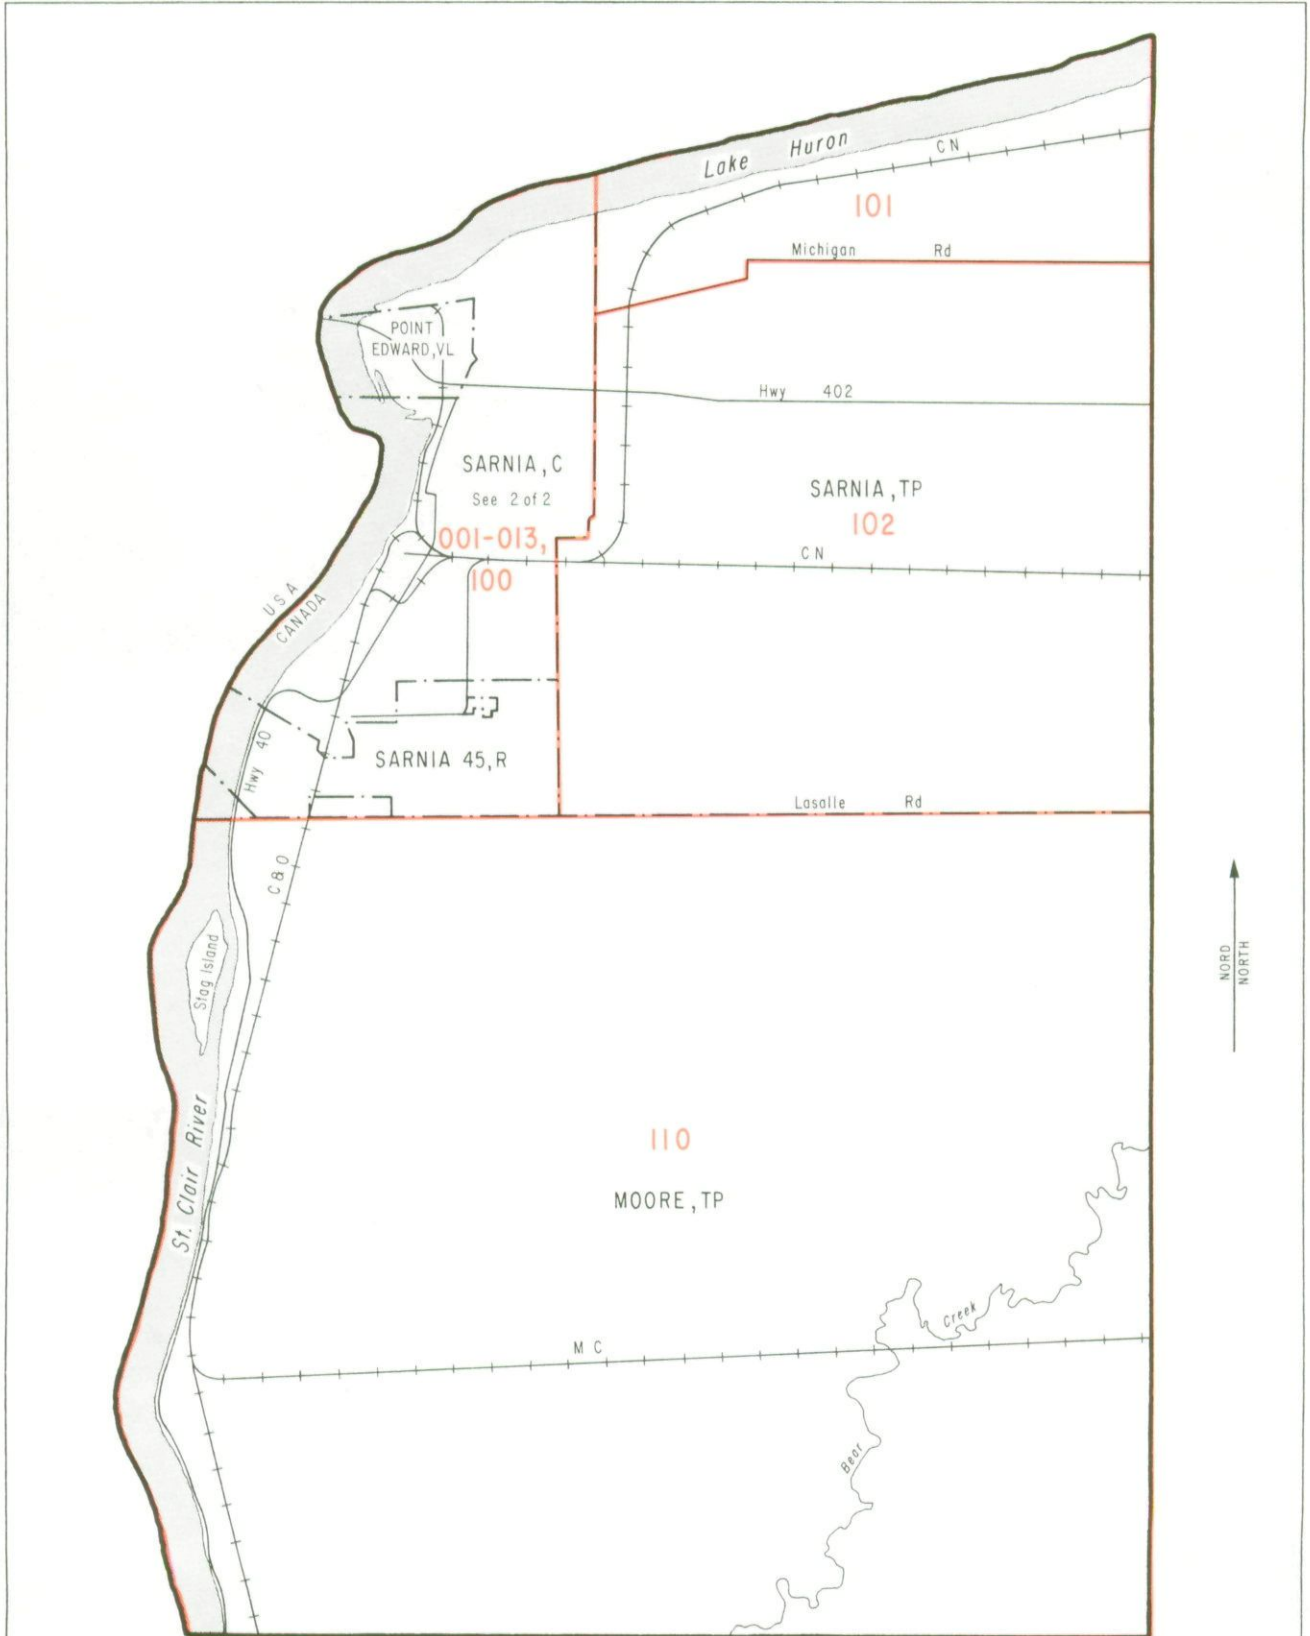 Lake Huron
CN
101
Michigan Rd
POINT
EDWARD, VL
Hwy 402
SARNIA, C
See 2 of 2
001-013,
100
SARNIA, TP
102
CN
USA
CANADA
Hwy 40
SARNIA 45, R
Lasalle Rd
C&O
Stag Island
NORD
NORTH
St. Clair River
110
MOORE, TP
Creek
M C
Bear